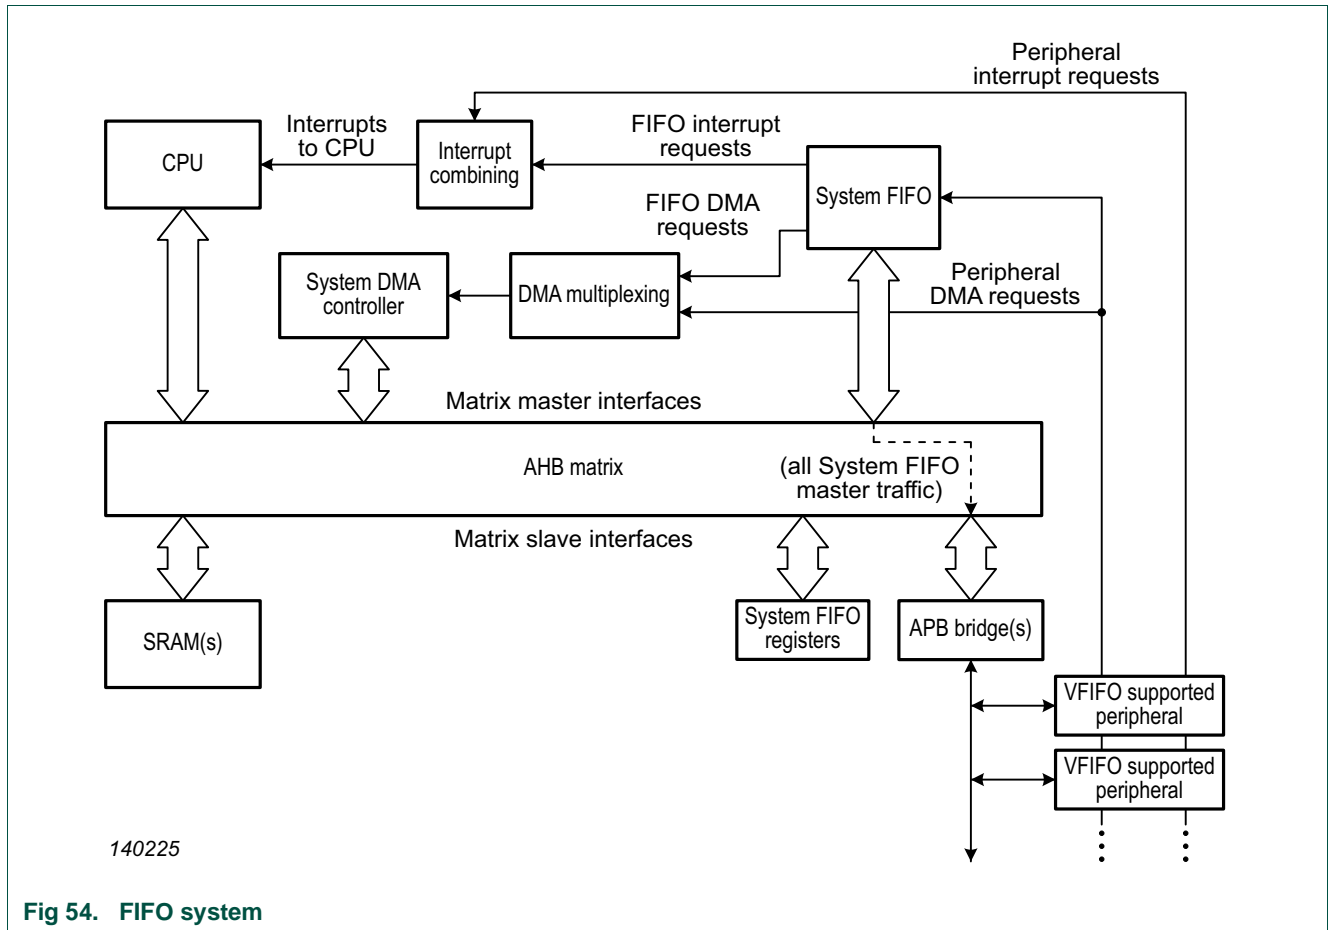 Peripheral
interrupt requests
Interrupts
to CPU
FIFO interrupt
requests
CPU
Interrupt
combining
System FIFO
FIFO DMA
requests
System DMA
controller
DMA multiplexing
Peripheral
DMA requests
Matrix master interfaces
AHB matrix
(all System FIFO
master traffic)
Matrix slave interfaces
SRAM(s)
System FIFO
registers
APB bridge(s)
VFIFO supported
peripheral
VFIFO supported
peripheral
140225
Fig 54. FIFO system